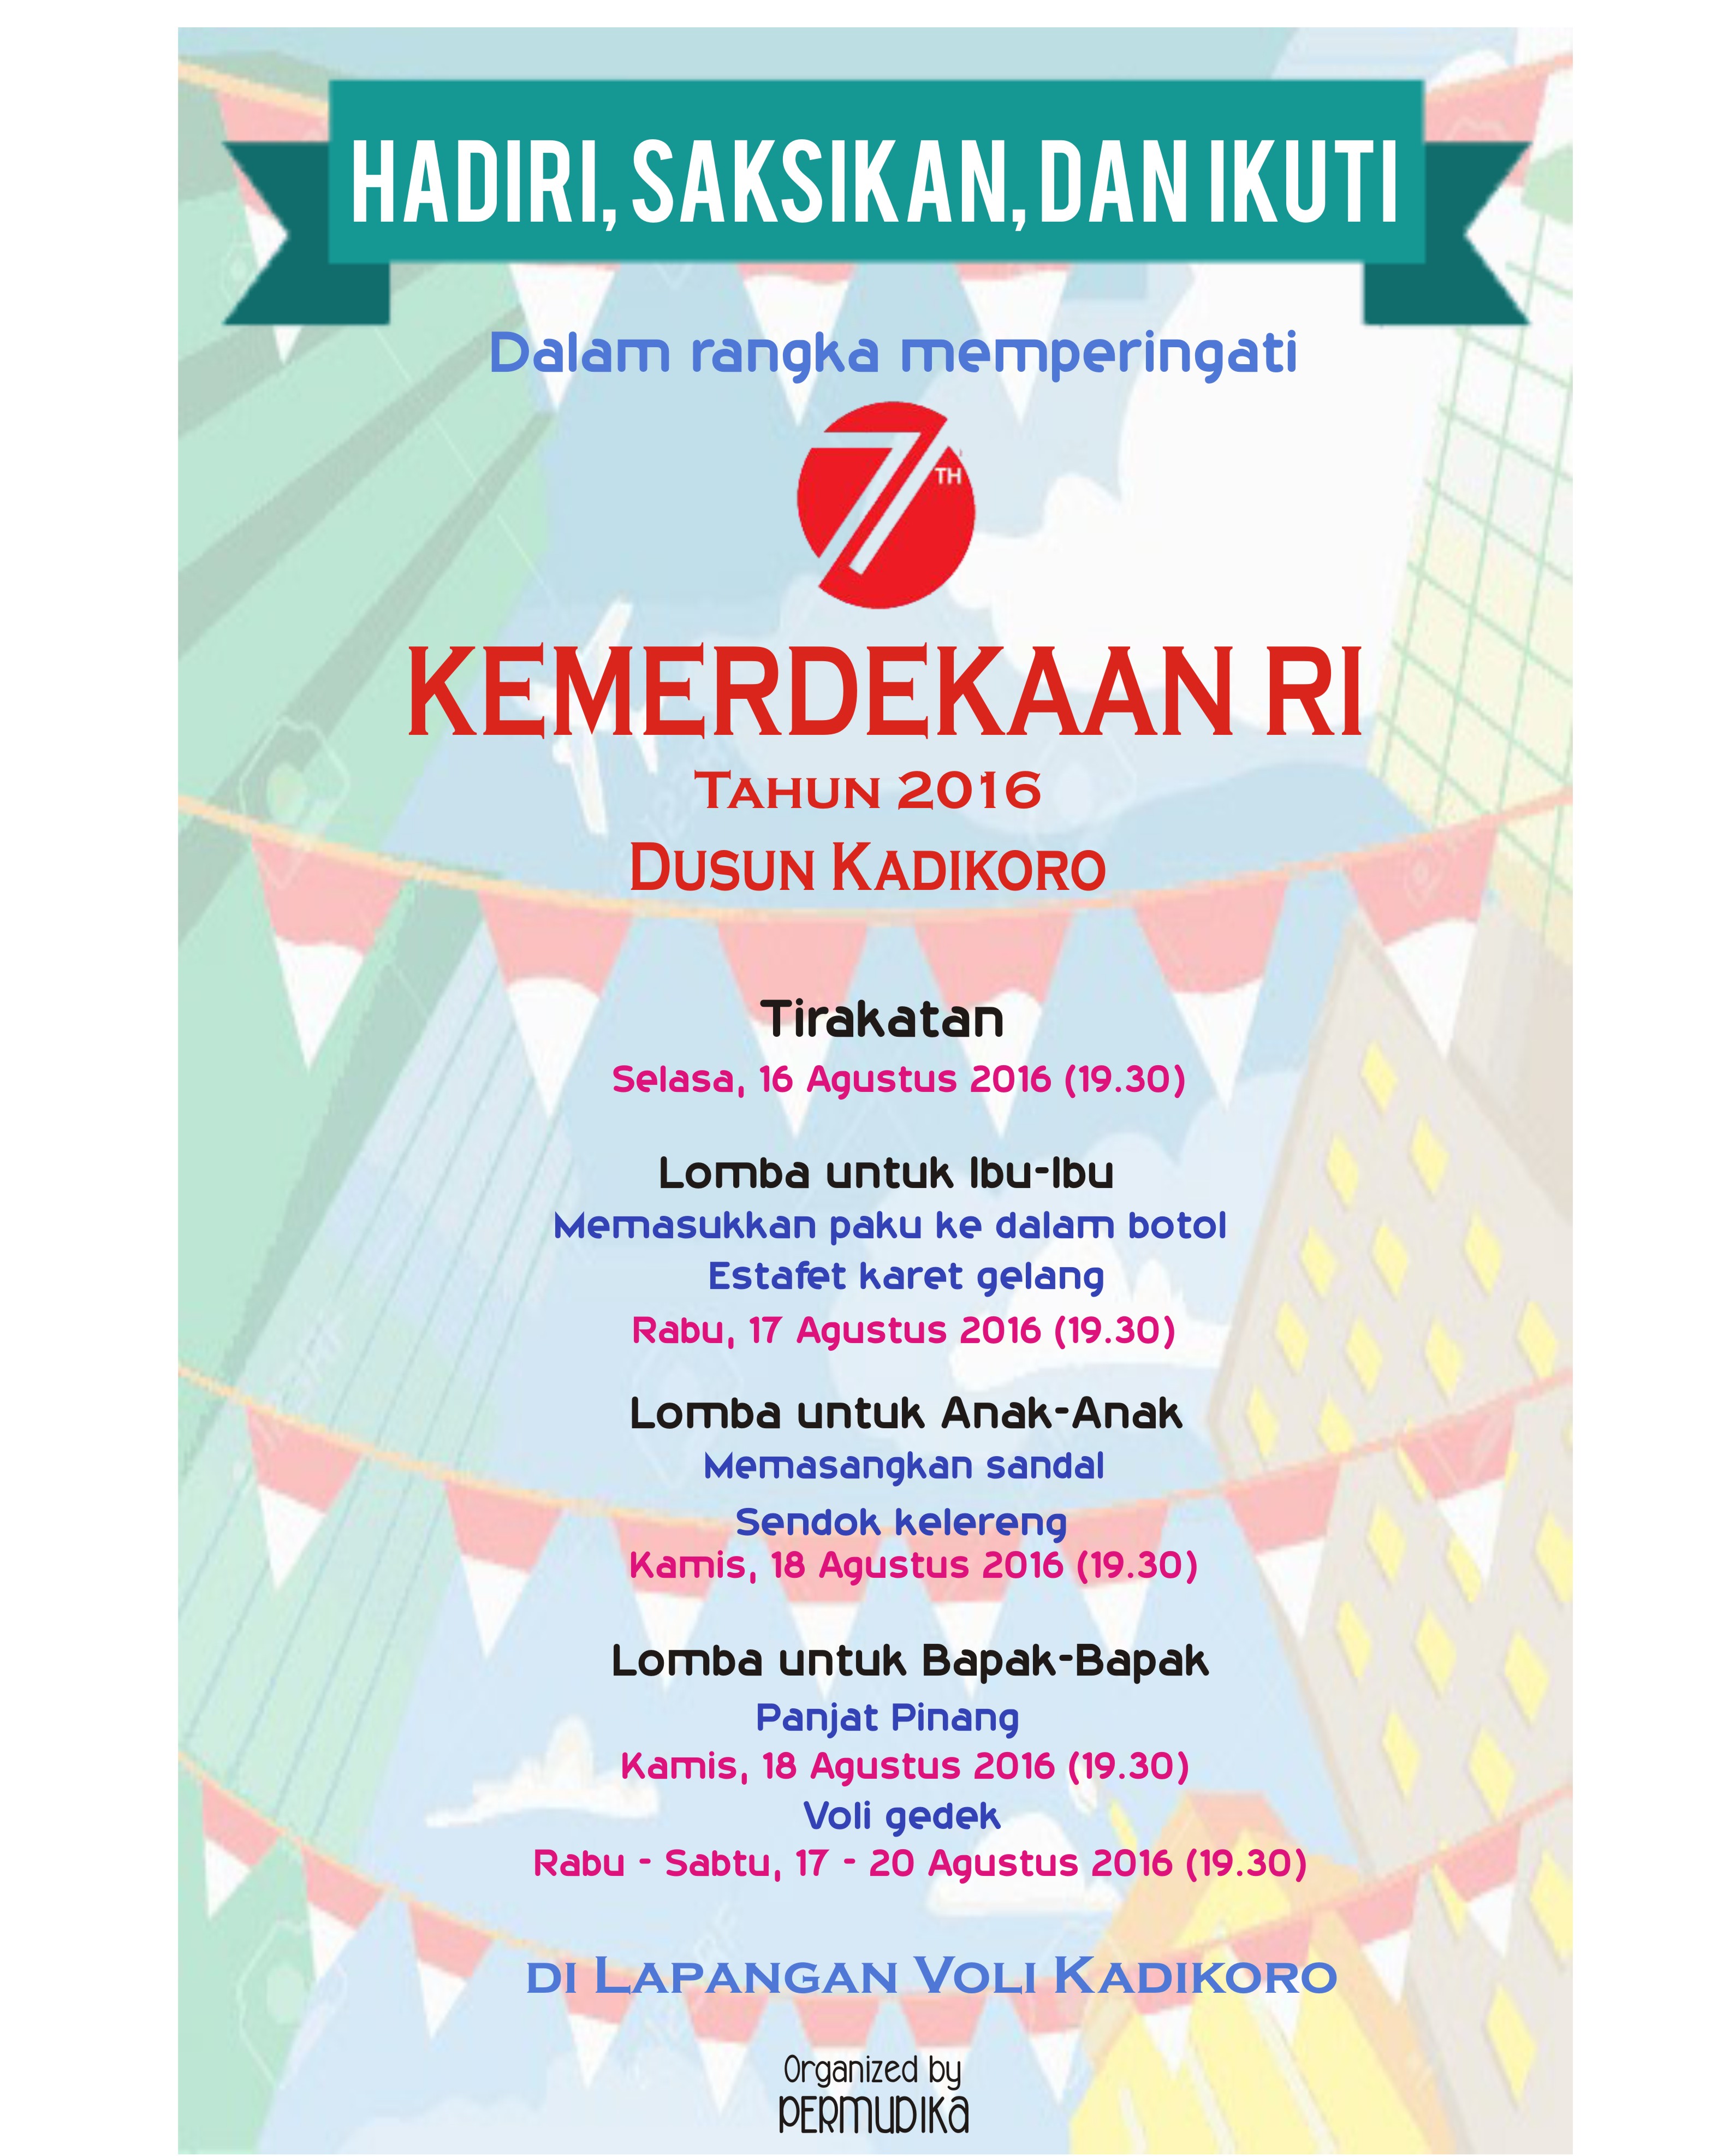 HADIRI, SAKSIKAN, DAN IKUTI
Dalam rangka memperingati
71TH
KEMERDEKAAN RI
TAHUN 2016
DUSUN KADIKORO
Tirakatan
Selasa, 16 Agustus 2016 (19.30)
Lomba untuk Ibu-Ibu
Memasukkan paku ke dalam botol
Estafet karet gelang
Rabu, 17 Agustus 2016 (19.30)
Lomba untuk Anak-Anak
Memasangkan sandal
Sendok kelereng
Kamis, 18 Agustus 2016 (19.30)
Lomba untuk Bapak-Bapak
Panjat Pinang
Kamis, 18 Agustus 2016 (19.30)
Voli gedek
Rabu - Sabtu, 17 - 20 Agustus 2016 (19.30)
DI LAPANGAN VOLI KADIKORO
Organized by
PERMUDIKA